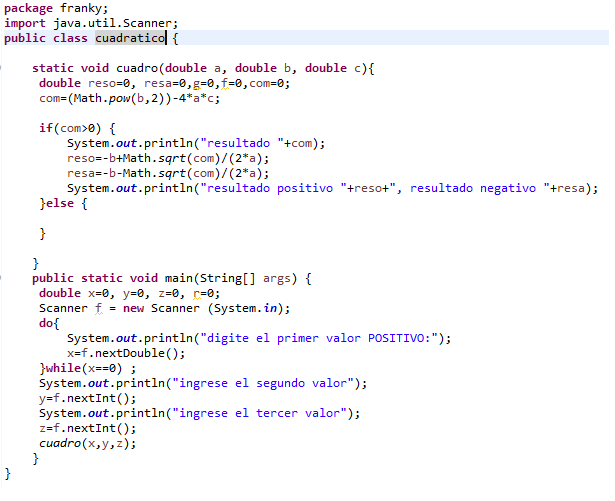 package franky;
import java.util.Scanner;
public class cuadratico {
static void cuadro(double a, double b, double c){
double reso=0, resa=0,g=0,f=0,com=0;
com=(Math.pow(b,2))-4*a*c;
if(com>0) {
System.out.println("resultado "+com);
reso=-b+Math.sqrt(com)/(2*a);
resa=-b-Math.sqrt(com)/(2*a);
System.out.println("resultado positivo "+reso+", resultado negativo "+resa);
}else {
}
}
public static void main(String[] args) {
double x=0, y=0, z=0, r=0;
Scanner f = new Scanner (System.in);
do{
System.out.println("digite el primer valor POSITIVO:");
x=f.nextDouble();
}while(x==0) ;
System.out.println("ingrese el segundo valor");
y=f.nextInt();
System.out.println("ingrese el tercer valor");
z=f.nextInt();
cuadro(x,y,z);
}
}